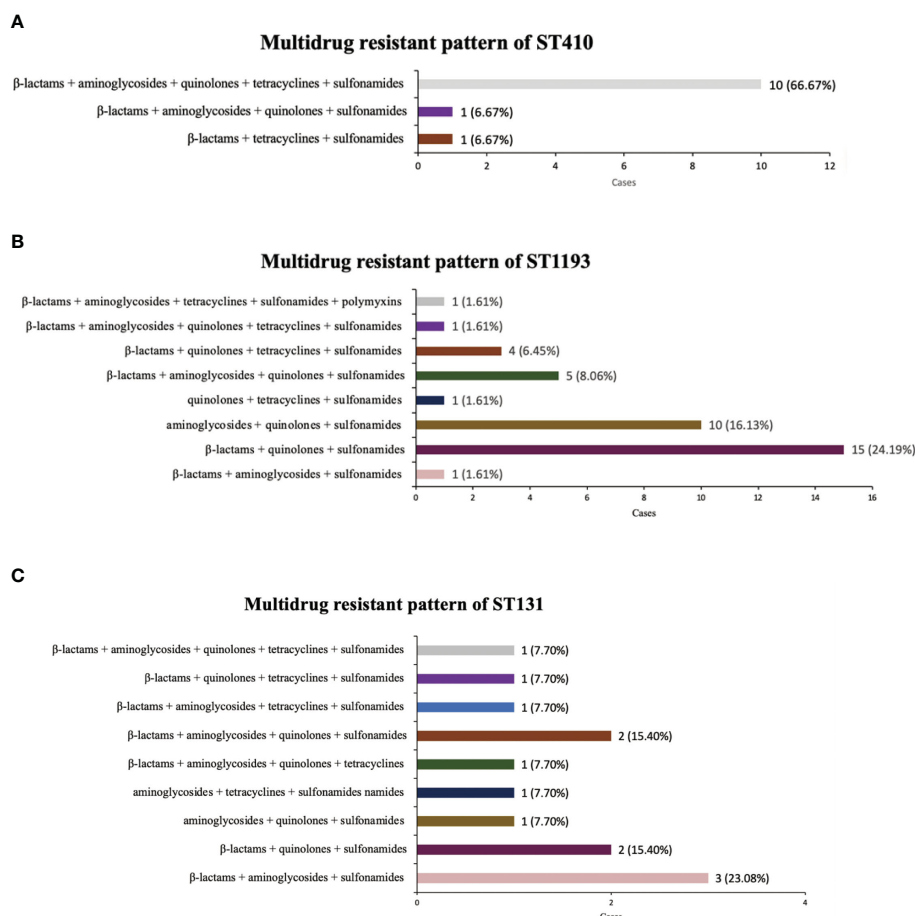 A
Multidrug resistant pattern of ST410
β-lactams + aminoglycosides + quinolones + tetracyclines + sulfonamides 10 (66.67%)
β-lactams + aminoglycosides + quinolones + sulfonamides 1 (6.67%)
β-lactams + tetracyclines + sulfonamides 1 (6.67%)
0 2 4 6 8 10 12
Cases
B
Multidrug resistant pattern of ST1193
β-lactams + aminoglycosides + tetracyclines + sulfonamides + polymyxins 1 (1.61%)
β-lactams + aminoglycosides + quinolones + tetracyclines + sulfonamides 1 (1.61%)
β-lactams + quinolones + tetracyclines + sulfonamides 4 (6.45%)
β-lactams + aminoglycosides + quinolones + sulfonamides 5 (8.06%)
quinolones + tetracyclines + sulfonamides 1 (1.61%)
aminoglycosides + quinolones + sulfonamides 10 (16.13%)
β-lactams + quinolones + sulfonamides 15 (24.19%)
β-lactams + aminoglycosides + sulfonamides 1 (1.61%)
0 2 4 6 8 10 12 14 16
Cases
C
Multidrug resistant pattern of ST131
β-lactams + aminoglycosides + quinolones + tetracyclines + sulfonamides 1 (7.70%)
β-lactams + quinolones + tetracyclines + sulfonamides 1 (7.70%)
β-lactams + aminoglycosides + tetracyclines + sulfonamides 1 (7.70%)
β-lactams + aminoglycosides + quinolones + sulfonamides 2 (15.40%)
β-lactams + aminoglycosides + quinolones + tetracyclines 1 (7.70%)
aminoglycosides + tetracyclines + sulfonamides namides 1 (7.70%)
aminoglycosides + quinolones + sulfonamides 1 (7.70%)
β-lactams + quinolones + sulfonamides 2 (15.40%)
β-lactams + aminoglycosides + sulfonamides 3 (23.08%)
0 2 4
Cases